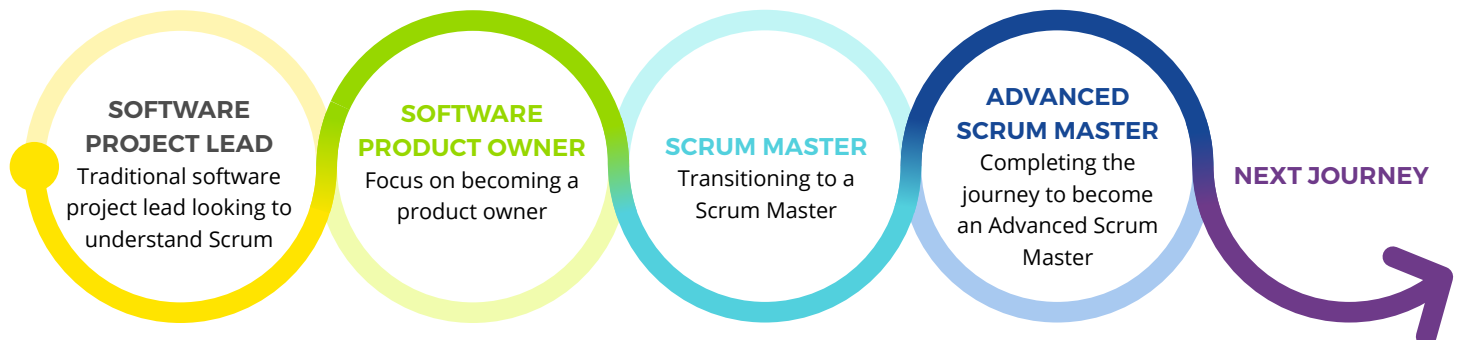 SOFTWARE
PROJECT LEAD
Traditional software
project lead looking to
understand Scrum
SOFTWARE
PRODUCT OWNER
Focus on becoming a
product owner
SCRUM MASTER
Transitioning to a
Scrum Master
ADVANCED
SCRUM MASTER
Completing the
journey to become
an Advanced Scrum
Master
NEXT JOURNEY